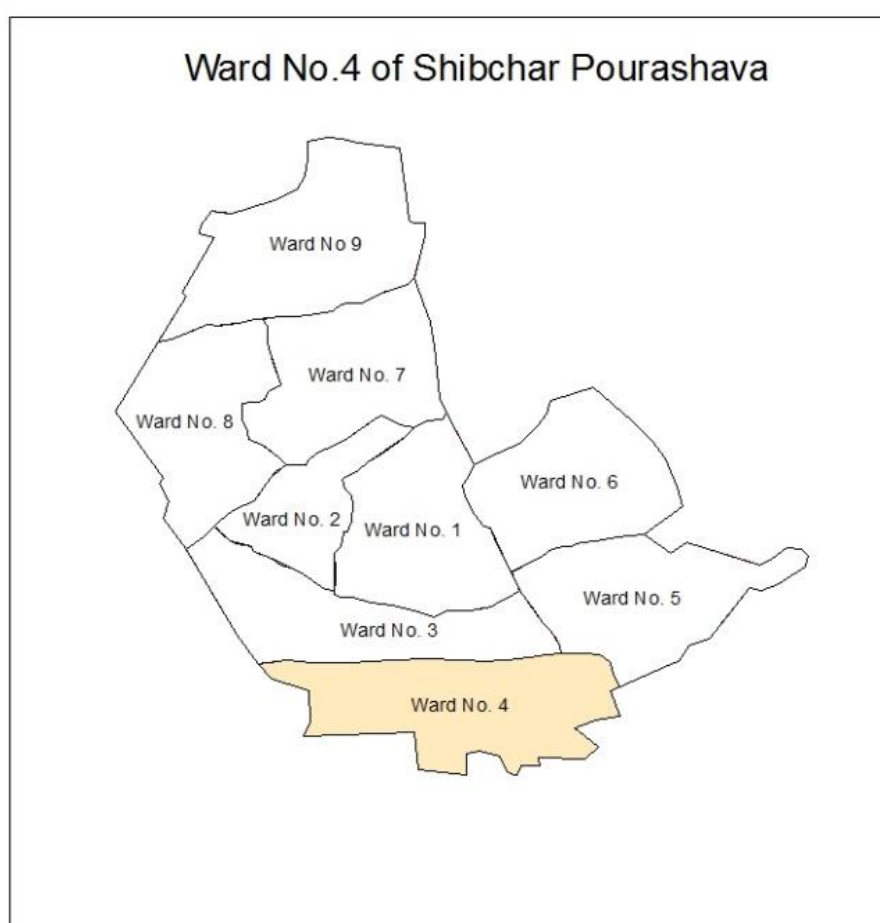 Ward No.4 of Shibchar Pourashava
Ward No 9
Ward No. 7
Ward No. 8
Ward No. 6
Ward No. 2
Ward No. 1
Ward No. 5
Ward No. 3
Ward No. 4